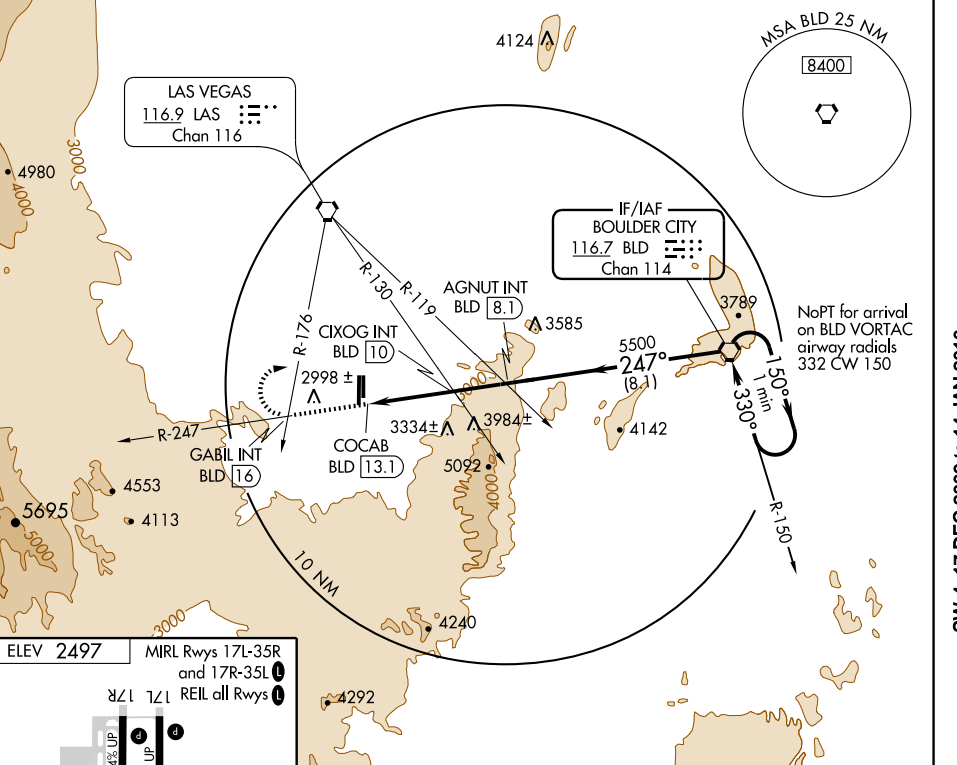 4124
MSA BLD 25 NM
8400
LAS VEGAS
116.9 LAS
Chan 116
3000
4980
4000
IF/IAF
BOULDER CITY
116.7 BLD
Chan 114
R-130
R-119
R-176
AGNUT INT
BLD 8.1
3585
3789
NoPT for arrival
on BLD VORTAC
airway radials
332 CW 150
CIXOG INT
BLD 10
5500
247°
(8.1)
150°
1 min
330°
2998 ±
3000
3334±
3984±
4142
R-247
GABIL INT
BLD 16
COCAB
BLD 13.1
5092
4000
4553
5695
4113
5000
R-150
10 NM
3000
4240
4292
ELEV 2497
MIRL Rwys 17L-35R
and 17R-35L L
REIL all Rwys L
17R
17L
P
P
4% UP
UP